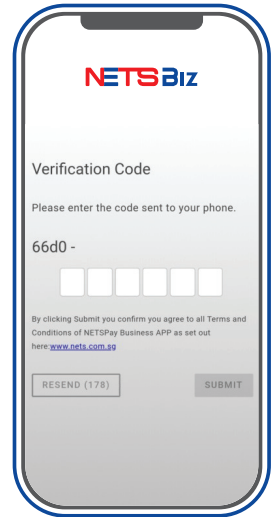 NETS BIZ
Verification Code
Please enter the code sent to your phone.
66d0 -
By clicking Submit you confirm you agree to all Terms and
Conditions of NETSPay Business APP as set out
here:www.nets.com.sg
RESEND (178)
SUBMIT